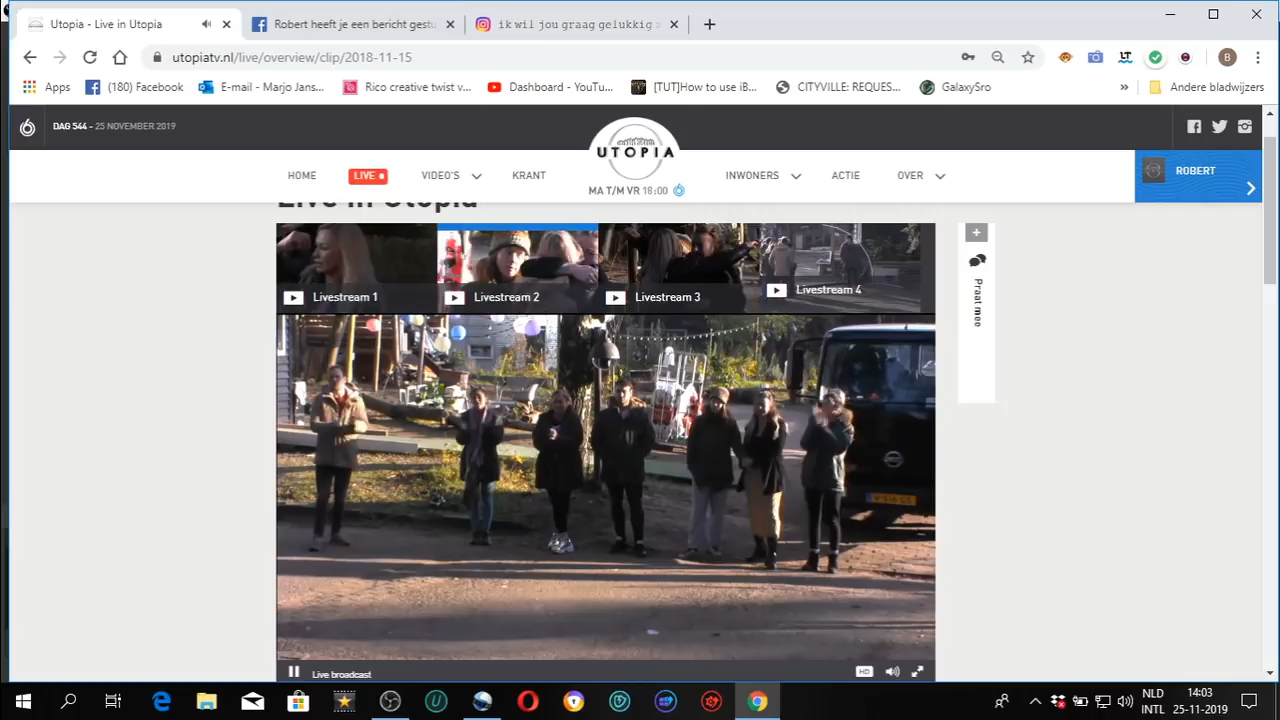 Utopia - Live in Utopia
Robert heeft je een bericht gestu
ik wil jou graag gelukkig z
utopiatv.nl/live/overview/clip/2018-11-15
B
Apps
(180) Facebook
E-mail - Marjo Jans...
Rico creative twist v...
Dashboard - YouTu...
[TUT]How to use iB...
CITYVILLE: REQUES...
GalaxySro
»
Andere bladwijzers
DAG 544 - 25 NOVEMBER 2019
UTOPIA
HOME
LIVE
VIDEO'S
KRANT
MA T/M VR 18:00
INWONERS
ACTIE
OVER
ROBERT
Live in Utopia
Livestream 1
Livestream 2
Livestream 3
Livestream 4
Praat mee
Live broadcast
HD
NLD
INTL
14:03
25-11-2019